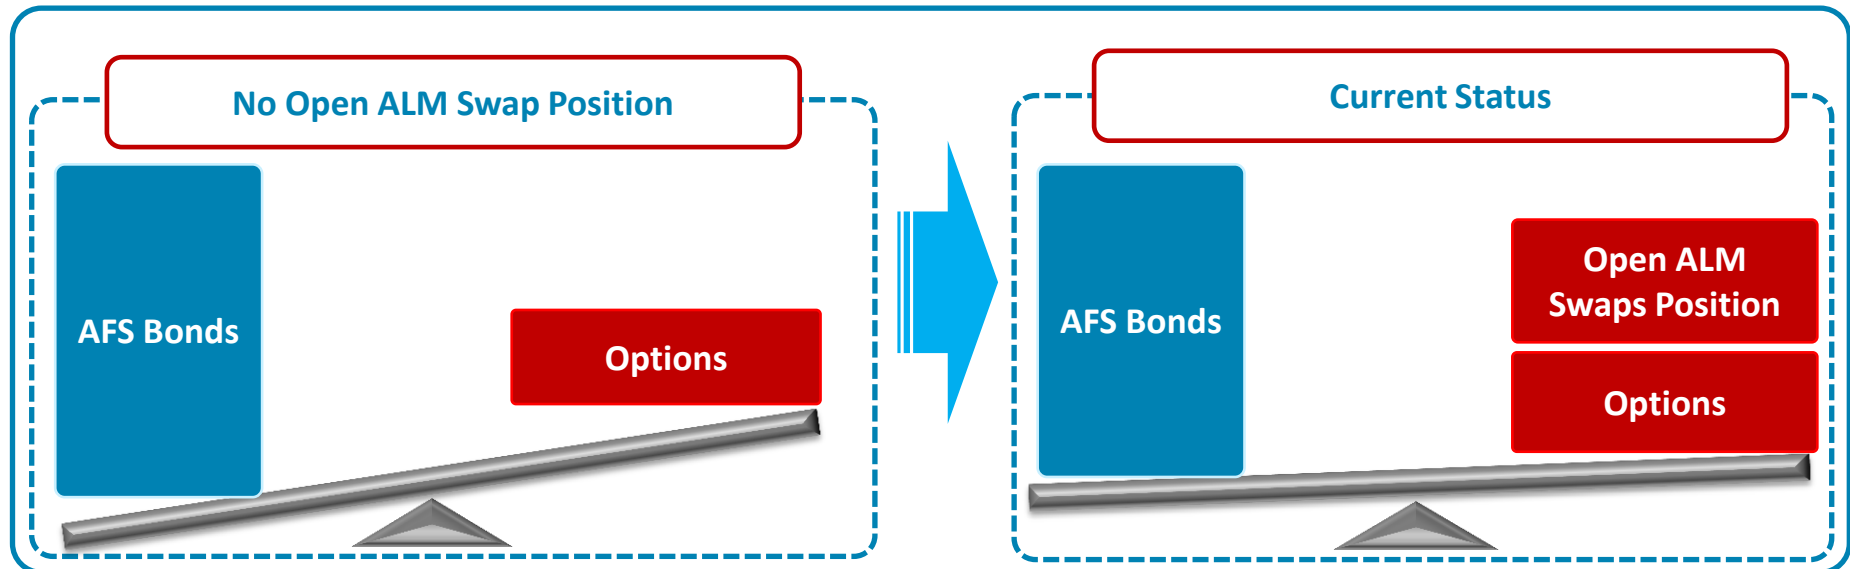 No Open ALM Swap Position
AFS Bonds
Options
Current Status
AFS Bonds
Open ALM
Swaps Position
Options